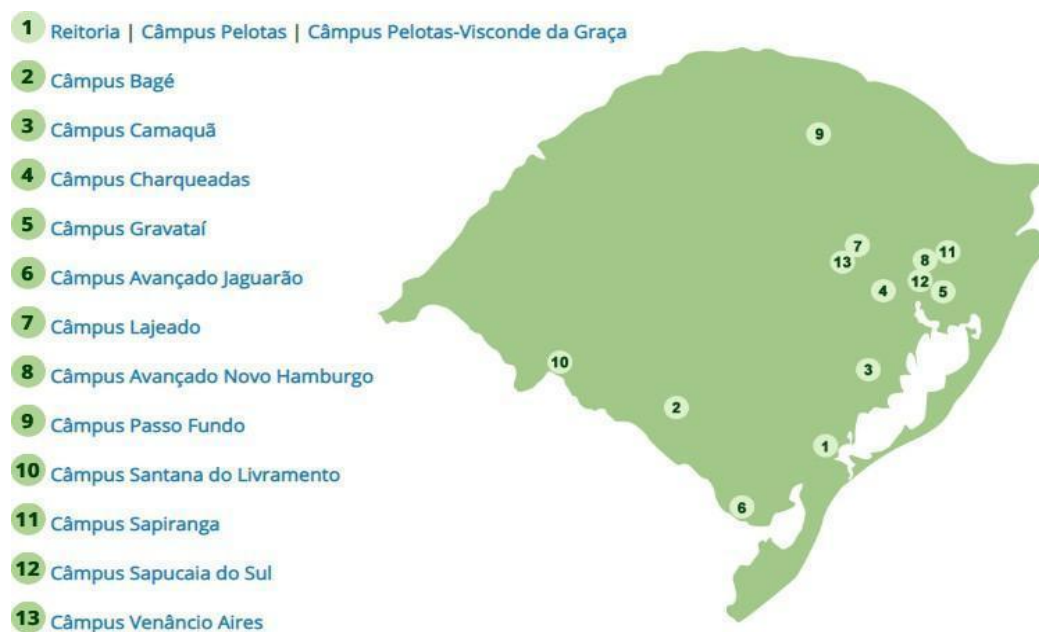 1 Reitoria | Câmpus Pelotas | Câmpus Pelotas-Visconde da Graça
2 Câmpus Bagé
3 Câmpus Camaquã
4 Câmpus Charqueadas
5 Câmpus Gravataí
6 Câmpus Avançado Jaguarão
7 Câmpus Lajeado
8 Câmpus Avançado Novo Hamburgo
9 Câmpus Passo Fundo
10 Câmpus Santana do Livramento
11 Câmpus Sapiranga
12 Câmpus Sapucaia do Sul
13 Câmpus Venâncio Aires
9
7
11
13
8
12
4
5
10
3
2
1
6